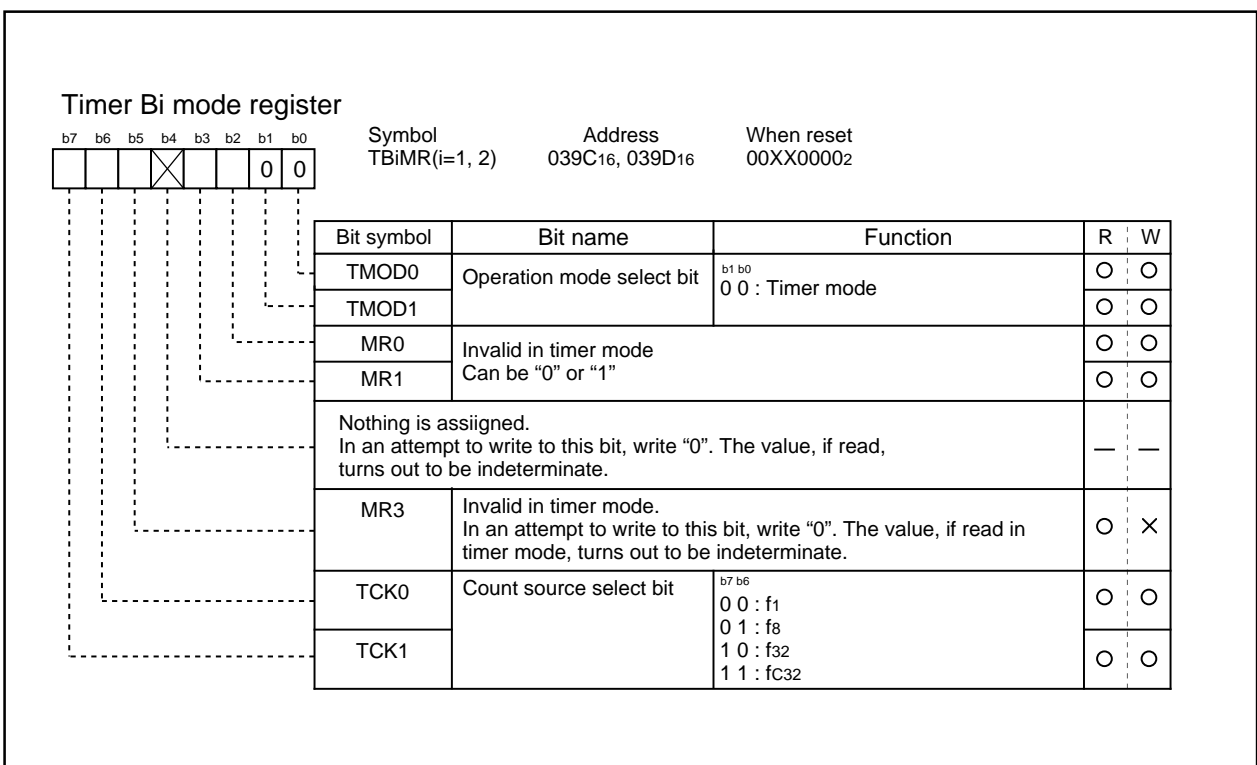 Timer Bi mode register
b7 b6 b5 b4 b3 b2 b1 b0
0 0
Symbol Address When reset
TBiMR(i=1, 2) 039C16, 039D16 00XX00002
Bit symbol Bit name Function R W
TMOD0 Operation mode select bit b1 b0
0 0 : Timer mode
TMOD1
MR0 Invalid in timer mode
Can be “0” or “1”
MR1
Nothing is assiigned.
In an attempt to write to this bit, write “0”. The value, if read,
turns out to be indeterminate.
— —
MR3 Invalid in timer mode.
In an attempt to write to this bit, write “0”. The value, if read in
timer mode, turns out to be indeterminate.
TCK0 Count source select bit b7 b6
0 0 : f1
0 1 : f8
TCK1
1 0 : f32
1 1 : fC32